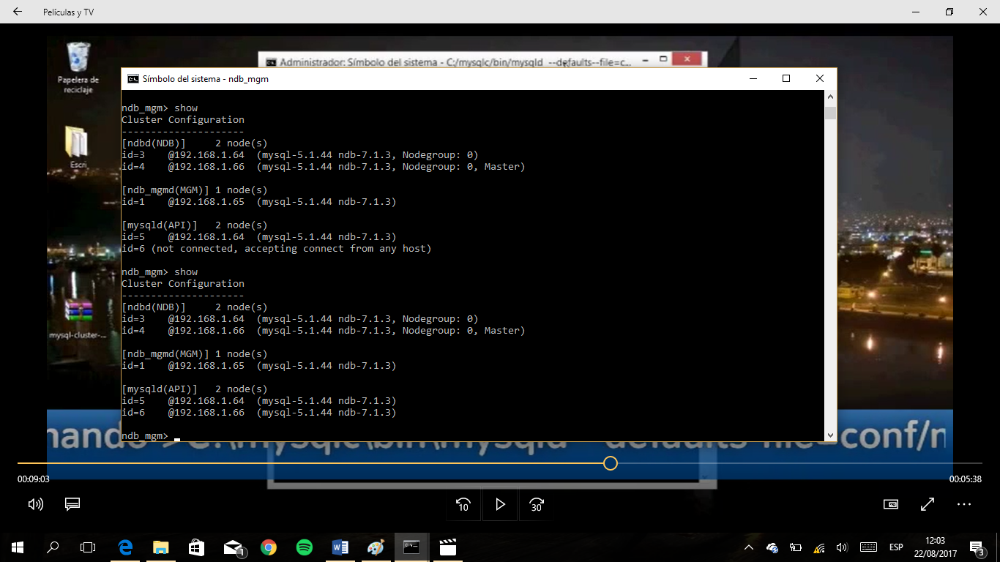 Películas y TV
Papelera de
reciclaje
Escri
mysql-cluster-...
Administrador: Símbolo del sistema - C:/mysqlc/bin/mysqld --defaults--file=c...
Símbolo del sistema - ndb_mgm
ndb_mgm> show
Cluster Configuration
---------------------
[ndbd(NDB)]     2 node(s)
id=3    @192.168.1.64  (mysql-5.1.44 ndb-7.1.3, Nodegroup: 0)
id=4    @192.168.1.66  (mysql-5.1.44 ndb-7.1.3, Nodegroup: 0, Master)
[ndb_mgmd(MGM)] 1 node(s)
id=1    @192.168.1.65  (mysql-5.1.44 ndb-7.1.3)
[mysqld(API)]   2 node(s)
id=5    @192.168.1.64  (mysql-5.1.44 ndb-7.1.3)
id=6 (not connected, accepting connect from any host)
ndb_mgm> show
Cluster Configuration
---------------------
[ndbd(NDB)]     2 node(s)
id=3    @192.168.1.64  (mysql-5.1.44 ndb-7.1.3, Nodegroup: 0)
id=4    @192.168.1.66  (mysql-5.1.44 ndb-7.1.3, Nodegroup: 0, Master)
[ndb_mgmd(MGM)] 1 node(s)
id=1    @192.168.1.65  (mysql-5.1.44 ndb-7.1.3)
[mysqld(API)]   2 node(s)
id=5    @192.168.1.64  (mysql-5.1.44 ndb-7.1.3)
id=6    @192.168.1.66  (mysql-5.1.44 ndb-7.1.3)
ndb_mgm>
mando >C:\mysqlc\bin\mysqld --defaults-file=conf/m
00:09:03
00:05:38
10
30
1
ESP
12:03
22/08/2017
3